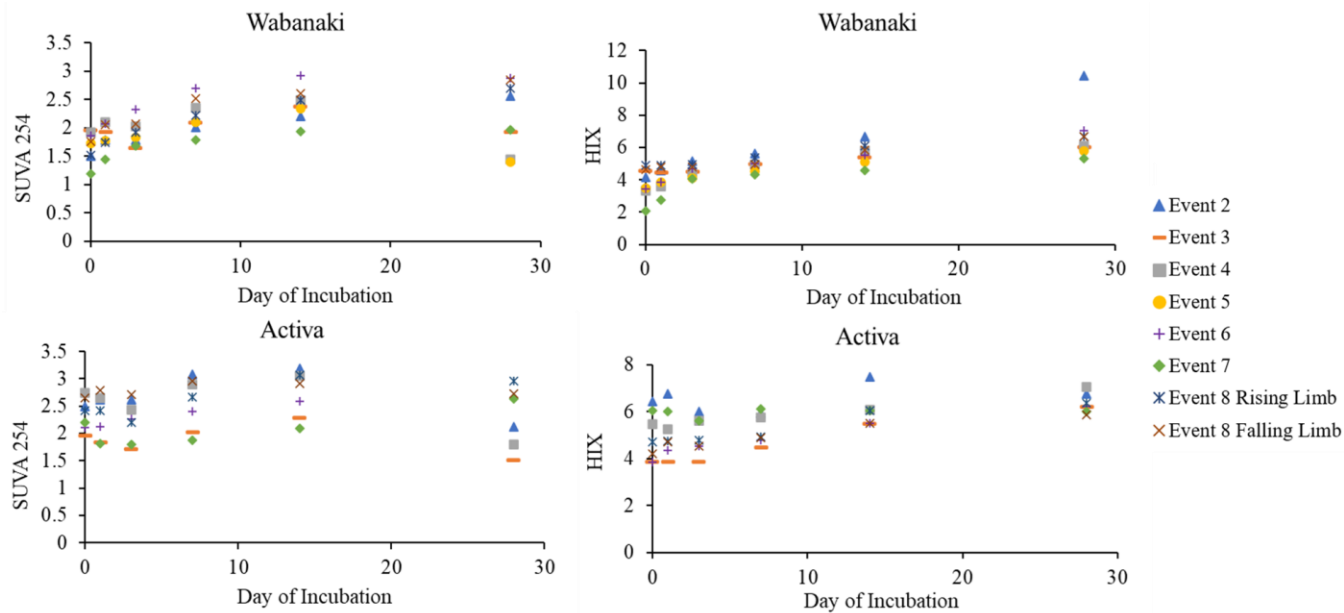 Wabanaki
3.5
3
2.5
2
1.5
1
0.5
0
SUVA 254
0 10 20 30
Day of Incubation
Wabanaki
12
10
8
6
4
2
0
HIX
0 10 20 30
Day of Incubation
Activa
3.5
3
2.5
2
1.5
1
0.5
0
SUVA 254
0 10 20 30
Day of Incubation
Activa
8
6
4
2
0
HIX
0 10 20 30
Day of Incubation
Event 2
Event 3
Event 4
Event 5
Event 6
Event 7
Event 8 Rising Limb
Event 8 Falling Limb